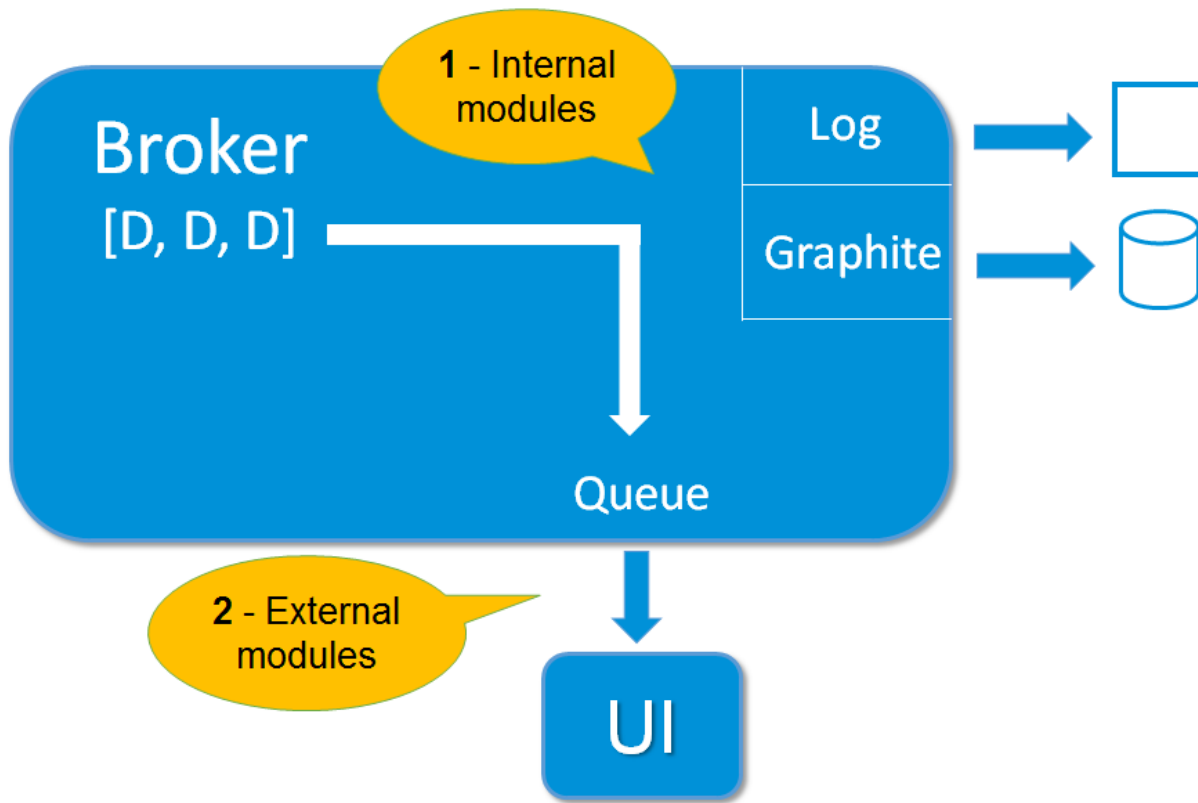 1 - Internal
modules
Broker
[D, D, D]
Log
Graphite
Queue
2 - External
modules
UI